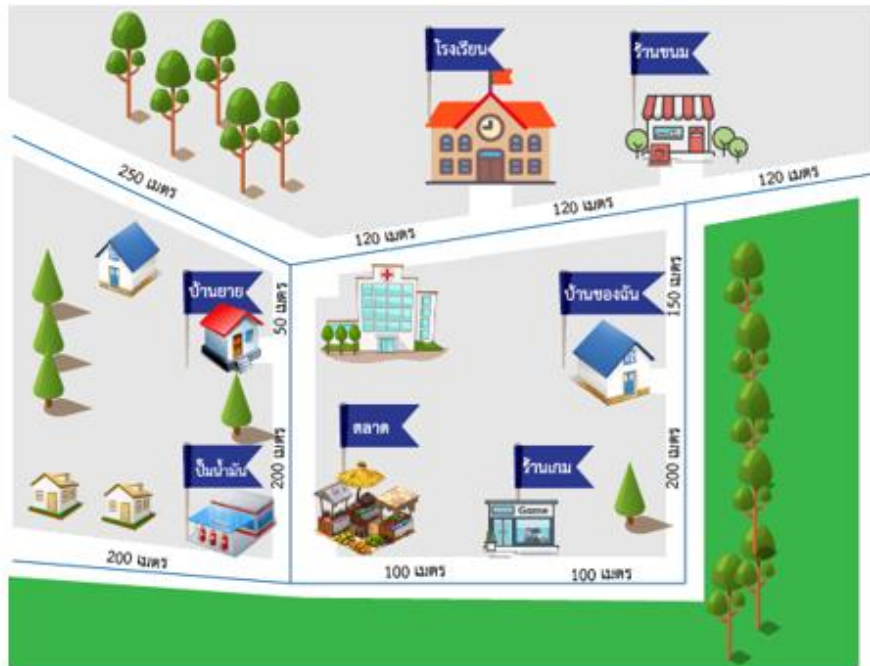 โรงเรียน
ร้านขนม
250 เมตร
120 เมตร
120 เมตร
120 เมตร
บ้านยาย
50 เมตร
บ้านของฉัน
150 เมตร
ตลาด
ปั๊มน้ำมัน
200 เมตร
ร้านเกม
200 เมตร
Game
200 เมตร
100 เมตร
100 เมตร